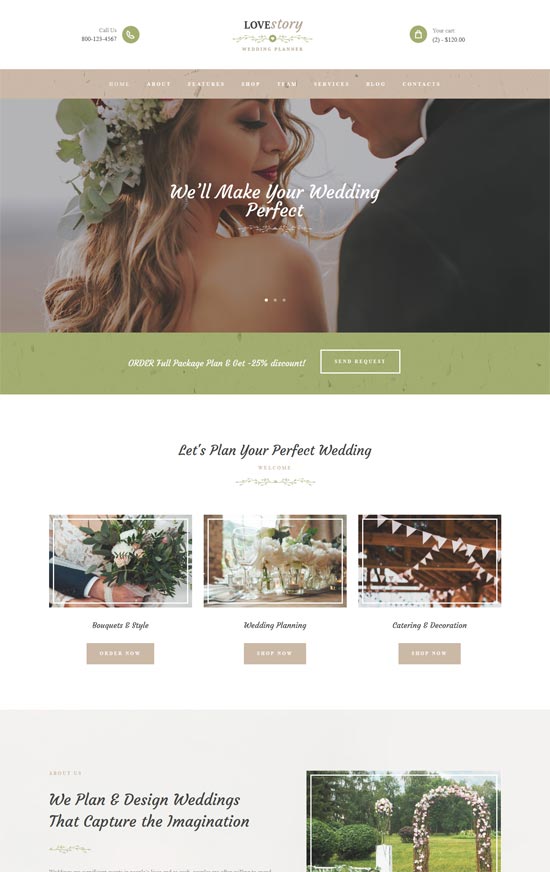 Call Us
800-123-4567
LOVEstory
WEDDING PLANNER
Your cart
(2) - $120.00
HOME ABOUT FEATURES SHOP TEAM SERVICES BLOG CONTACTS
We'll Make Your Wedding
Perfect
ORDER Full Package Plan & Get -25% discount!
SEND REQUEST
Let's Plan Your Perfect Wedding
WELCOME
Bouquets & Style
Wedding Planning
Catering & Decoration
ORDER NOW
SHOP NOW
SHOP NOW
ABOUT US
We Plan & Design Weddings
That Capture the Imagination